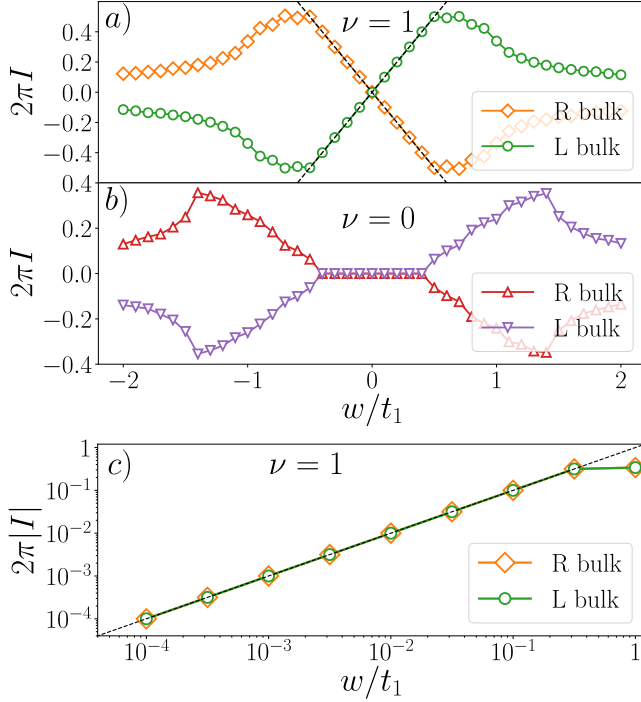 a)
ν = 1
2πI
0.4
0.2
0.0
−0.2
−0.4
R bulk
L bulk
b)
ν = 0
2πI
0.4
0.2
0.0
−0.2
−0.4
R bulk
L bulk
−2
−1
0
1
2
w/t₁
c)
ν = 1
2π|I|
1
10⁻¹
10⁻²
10⁻³
10⁻⁴
R bulk
L bulk
10⁻⁴
10⁻³
10⁻²
10⁻¹
1
w/t₁